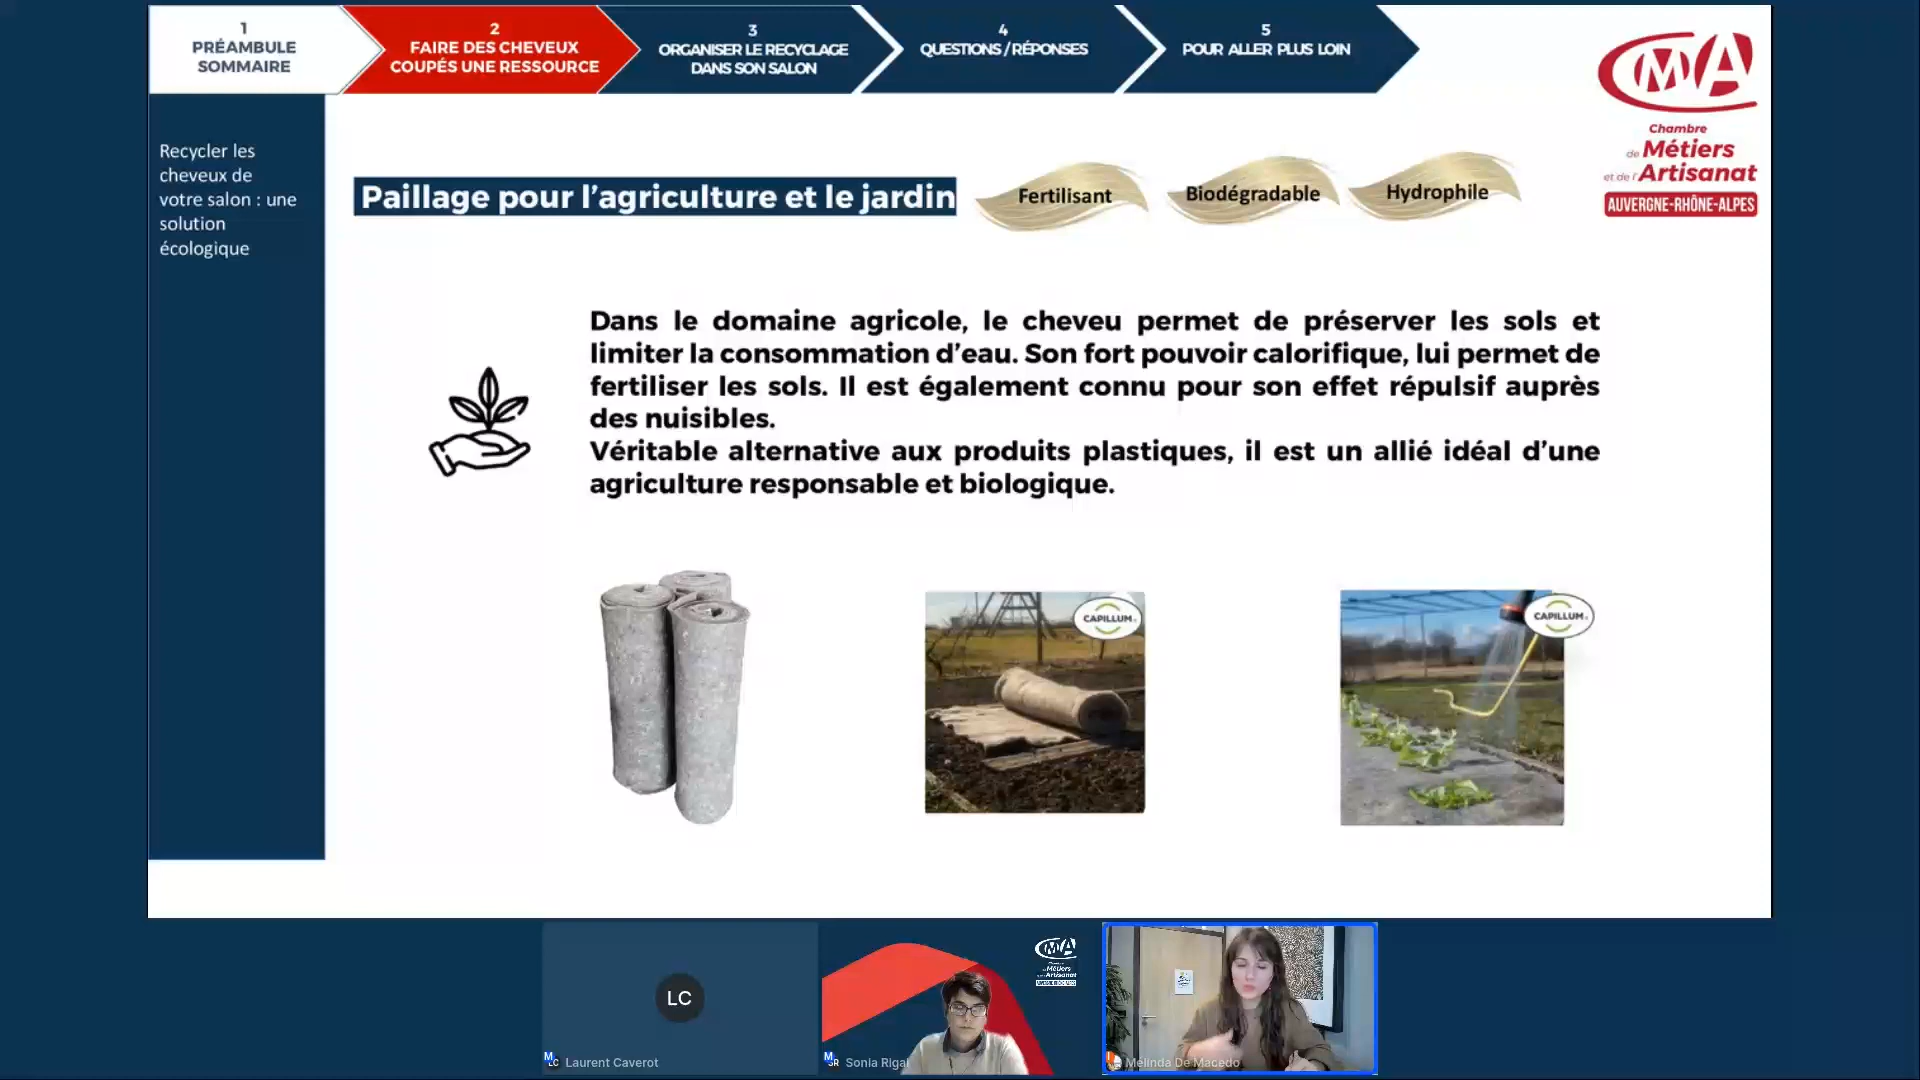 1
PRÉAMBULE
SOMMAIRE
2
FAIRE DES CHEVEUX
COUPÉS UNE RESSOURCE
3
ORGANISER LE RECYCLAGE
DANS SON SALON
4
QUESTIONS / RÉPONSES
5
POUR ALLER PLUS LOIN
CMA
Chambre
de Métiers
et de l'Artisanat
AUVERGNE-RHÔNE-ALPES
Recycler les
cheveux de
votre salon : une
solution
écologique
Paillage pour l’agriculture et le jardin
Fertilisant
Biodégradable
Hydrophile
Dans le domaine agricole, le cheveu permet de préserver les sols et
limiter la consommation d’eau. Son fort pouvoir calorifique, lui permet de
fertiliser les sols. Il est également connu pour son effet répulsif auprès
des nuisibles.
Véritable alternative aux produits plastiques, il est un allié idéal d’une
agriculture responsable et biologique.
CAPILLUM
CAPILLUM
LC
Laurent Caverot
CMA
Sonia Rigal
Mélinda De Macedo